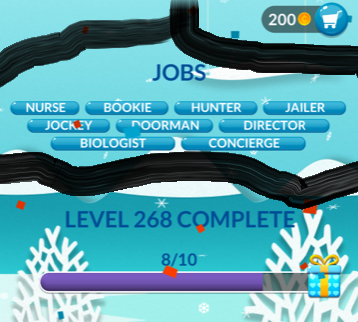 200
JOBS
NURSE BOOKIE HUNTER JAILER
JOCKEY DOORMAN DIRECTOR
BIOLOGIST CONCIERGE
LEVEL 268 COMPLETE
8/10